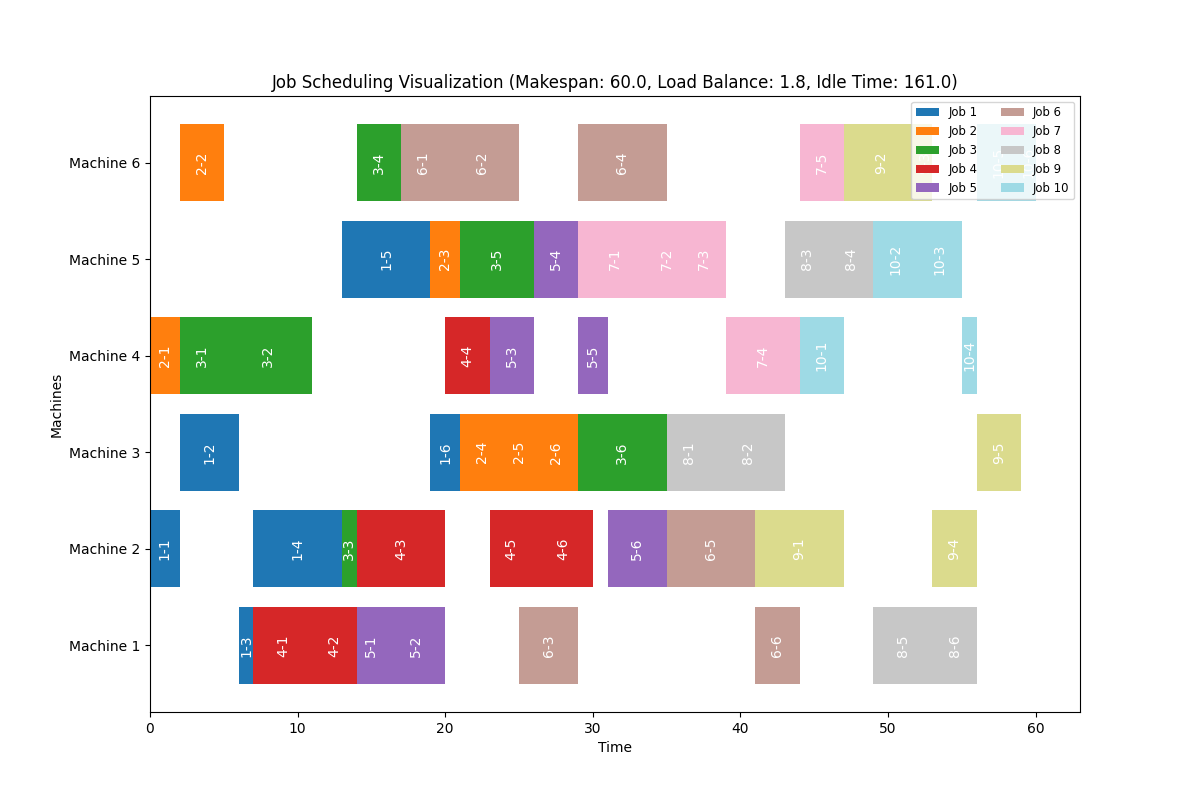 Job Scheduling Visualization (Makespan: 60.0, Load Balance: 1.8, Idle Time: 161.0)
Job 1 Job 6
Job 2 Job 7
Job 3 Job 8
Job 4 Job 9
Job 5 Job 10
Machine 6 2-2 3-4 6-1 6-2 6-4 7-5 9-2
Machine 5 1-5 2-3 3-5 5-4 7-1 7-2 7-3 8-3 8-4 10-2 10-3
Machine 4 2-1 3-1 3-2 4-4 5-3 5-5 7-4 10-1 10-4
Machine 3 1-2 1-6 2-4 2-5 2-6 3-6 8-1 8-2 9-5
Machine 2 1-1 1-4 3-3 4-3 4-5 4-6 5-6 6-5 9-1 9-4
Machine 1 1-3 4-1 4-2 5-1 5-2 6-3 6-6 8-5 8-6
Machines
0 10 20 30 40 50 60
Time